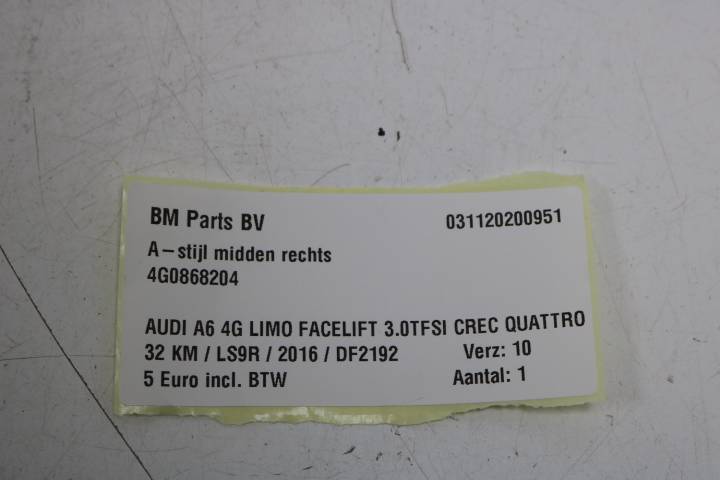 BM Parts BV 031120200951
A-stijl midden rechts
4G0868204
AUDI A6 4G LIMO FACELIFT 3.0TFSI CREC QUATTRO
32 KM / LS9R / 2016 / DF2192 Verz: 10
5 Euro incl. BTW Aantal: 1